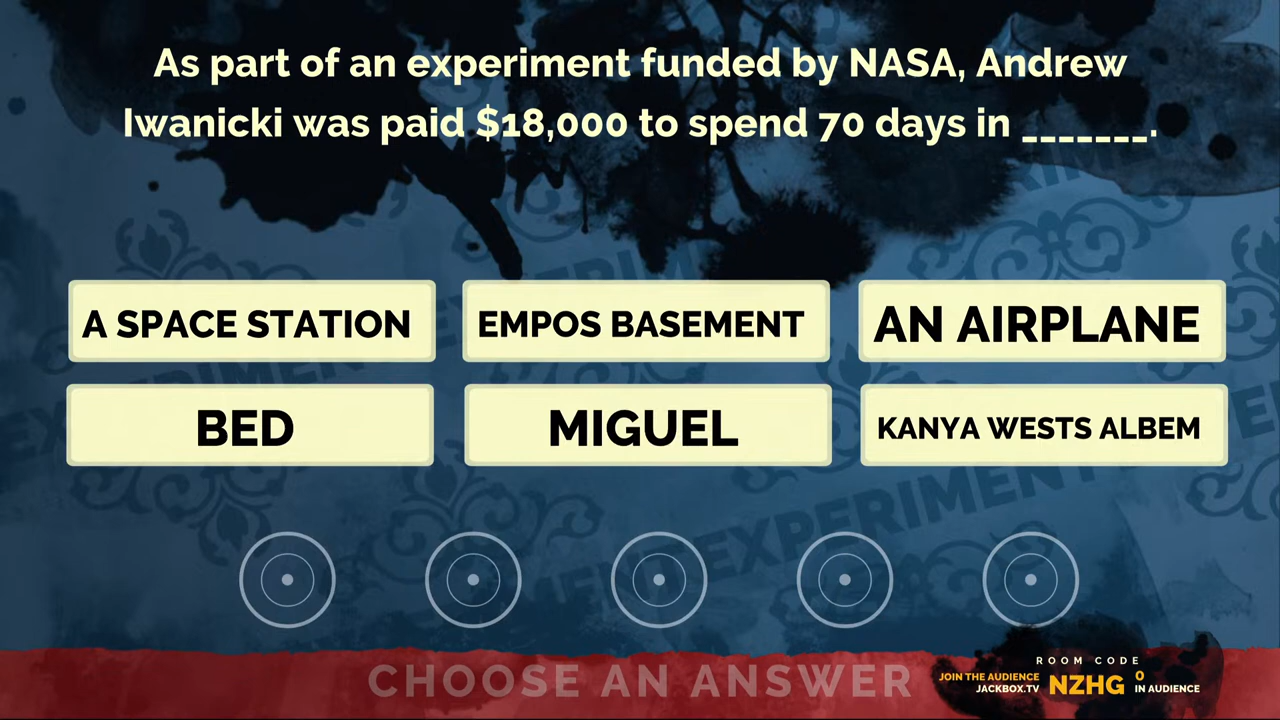 As part of an experiment funded by NASA, Andrew
Iwanicki was paid $18,000 to spend 70 days in _______.
A SPACE STATION
EMPOS BASEMENT
AN AIRPLANE
BED
MIGUEL
KANYA WESTS ALBEM
CHOOSE AN ANSWER
ROOM CODE
JOIN THE AUDIENCE
JACKBOX.TV
NZHG
0
IN AUDIENCE